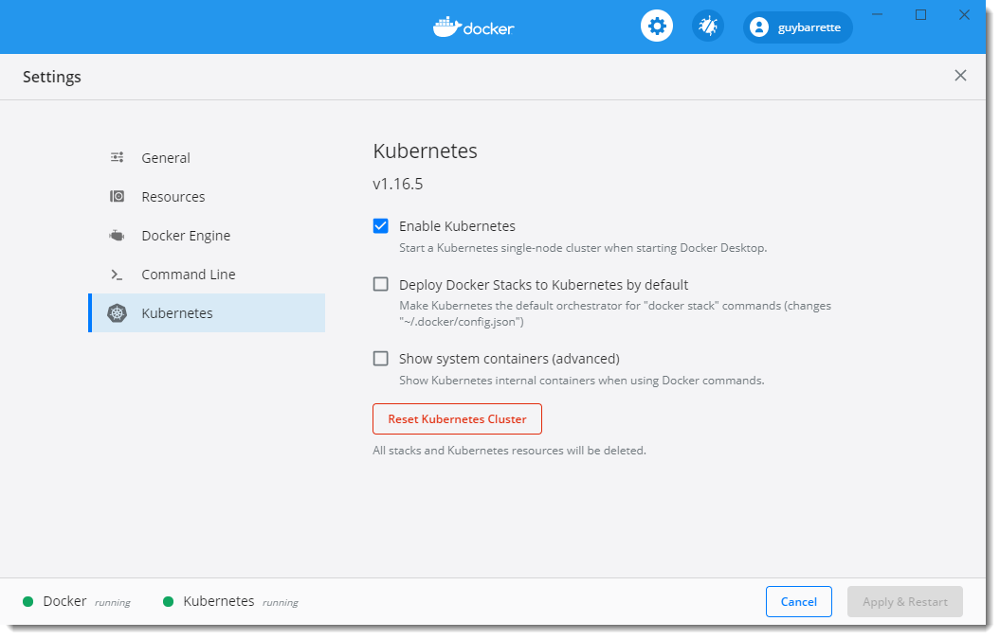 docker
guybarrette
Settings
General
Resources
Docker Engine
Command Line
Kubernetes
Kubernetes
v1.16.5
Enable Kubernetes
Start a Kubernetes single-node cluster when starting Docker Desktop.
Deploy Docker Stacks to Kubernetes by default
Make Kubernetes the default orchestrator for "docker stack" commands (changes
"~/.docker/config.json")
Show system containers (advanced)
Show Kubernetes internal containers when using Docker commands.
Reset Kubernetes Cluster
All stacks and Kubernetes resources will be deleted.
Docker running
Kubernetes running
Cancel
Apply & Restart